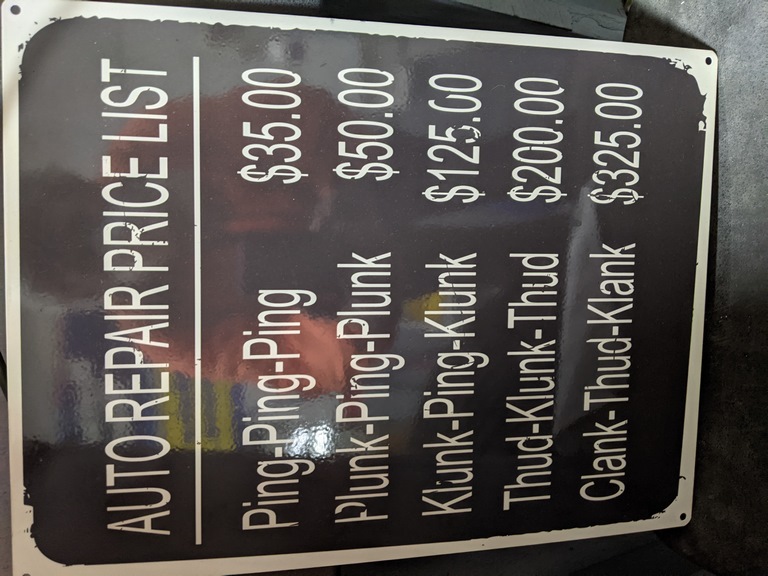 AUTO REPAIR PRICE LIST
Ping-Ping-Ping $35.00
Plunk-Ping-Plunk $50.00
Klunk-Ping-Klunk $125.00
Thud-Klunk-Thud $200.00
Clank-Thud-Klank $325.00